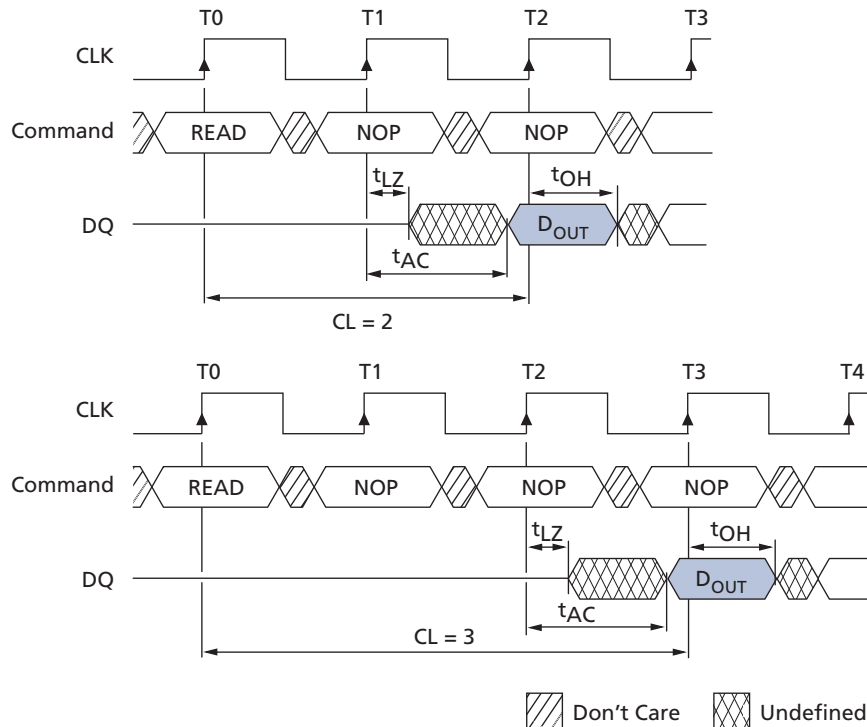 T0 T1 T2 T3
CLK
Command READ NOP NOP
tLZ tOH
DQ DOUT
tAC
CL = 2
T0 T1 T2 T3 T4
CLK
Command READ NOP NOP NOP
tLZ tOH
DQ DOUT
tAC
CL = 3
Don't Care Undefined